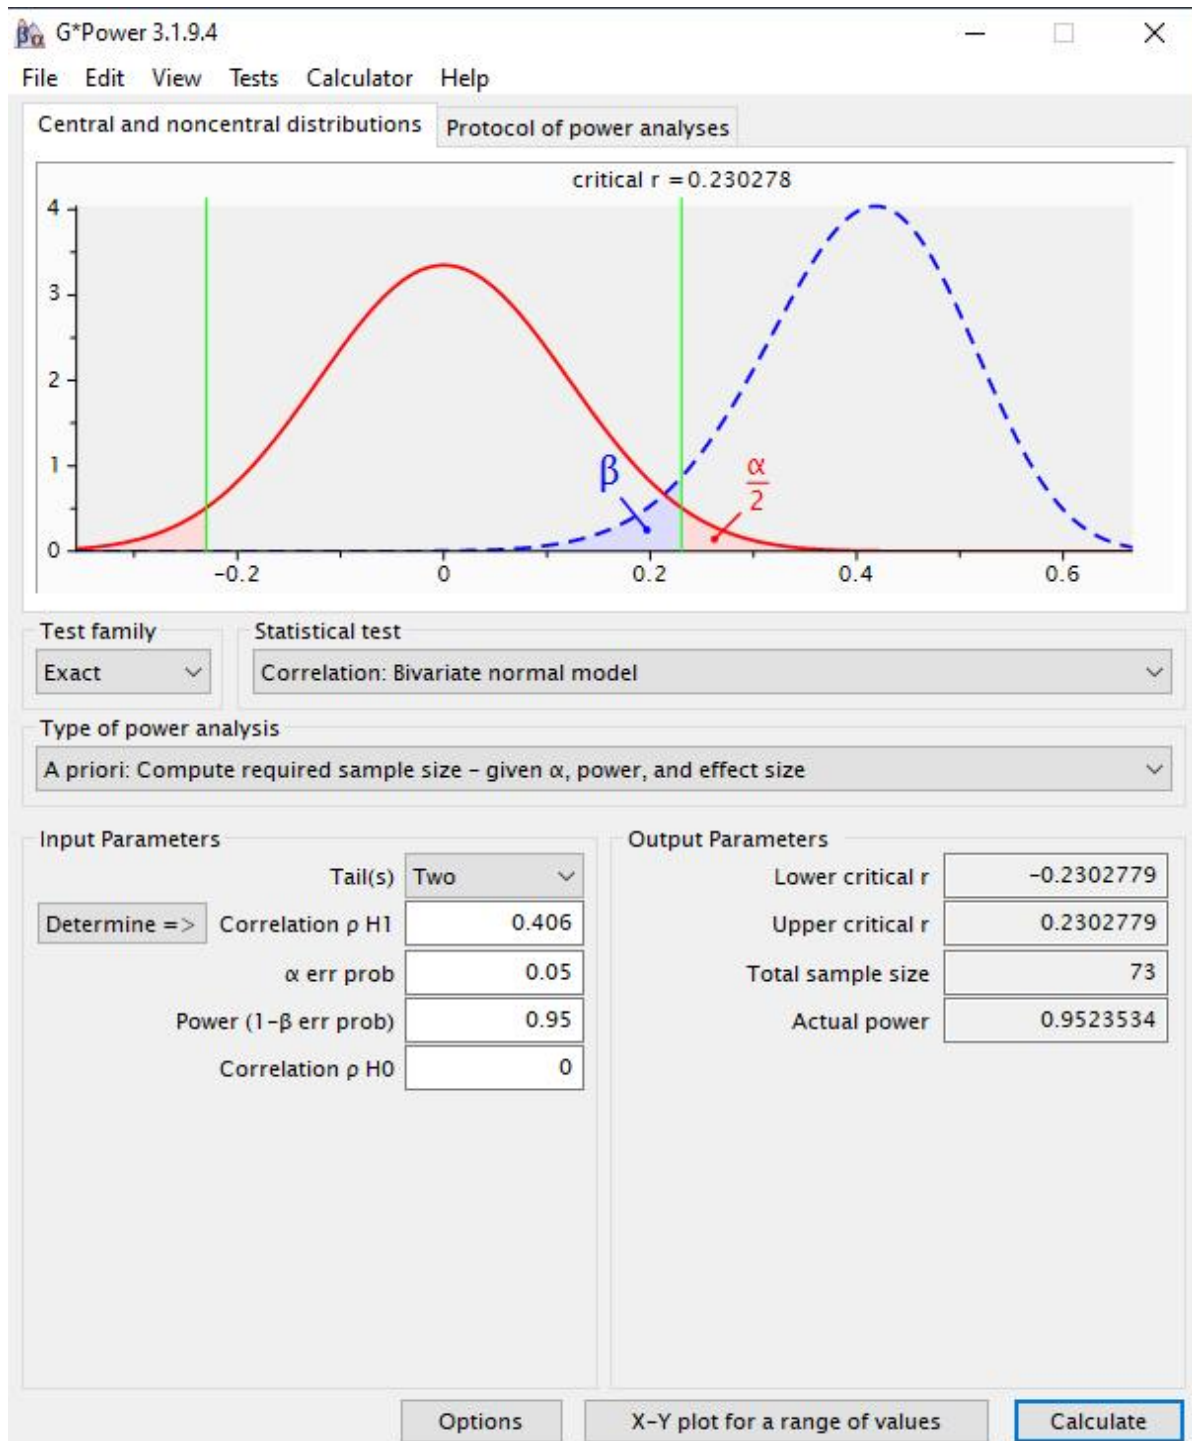 G*Power 3.1.9.4
File Edit View Tests Calculator Help
Central and noncentral distributions Protocol of power analyses
critical r = 0.230278
4
3
2
1
0
β
α
2
-0.2 0 0.2 0.4 0.6
Test family Statistical test
Exact Correlation: Bivariate normal model
Type of power analysis
A priori: Compute required sample size - given α, power, and effect size
Input Parameters Output Parameters
Tail(s) Two Lower critical r -0.2302779
Determine => Correlation ρ H1 0.406 Upper critical r 0.2302779
α err prob 0.05 Total sample size 73
Power (1-β err prob) 0.95 Actual power 0.9523534
Correlation ρ H0 0
Options X-Y plot for a range of values Calculate